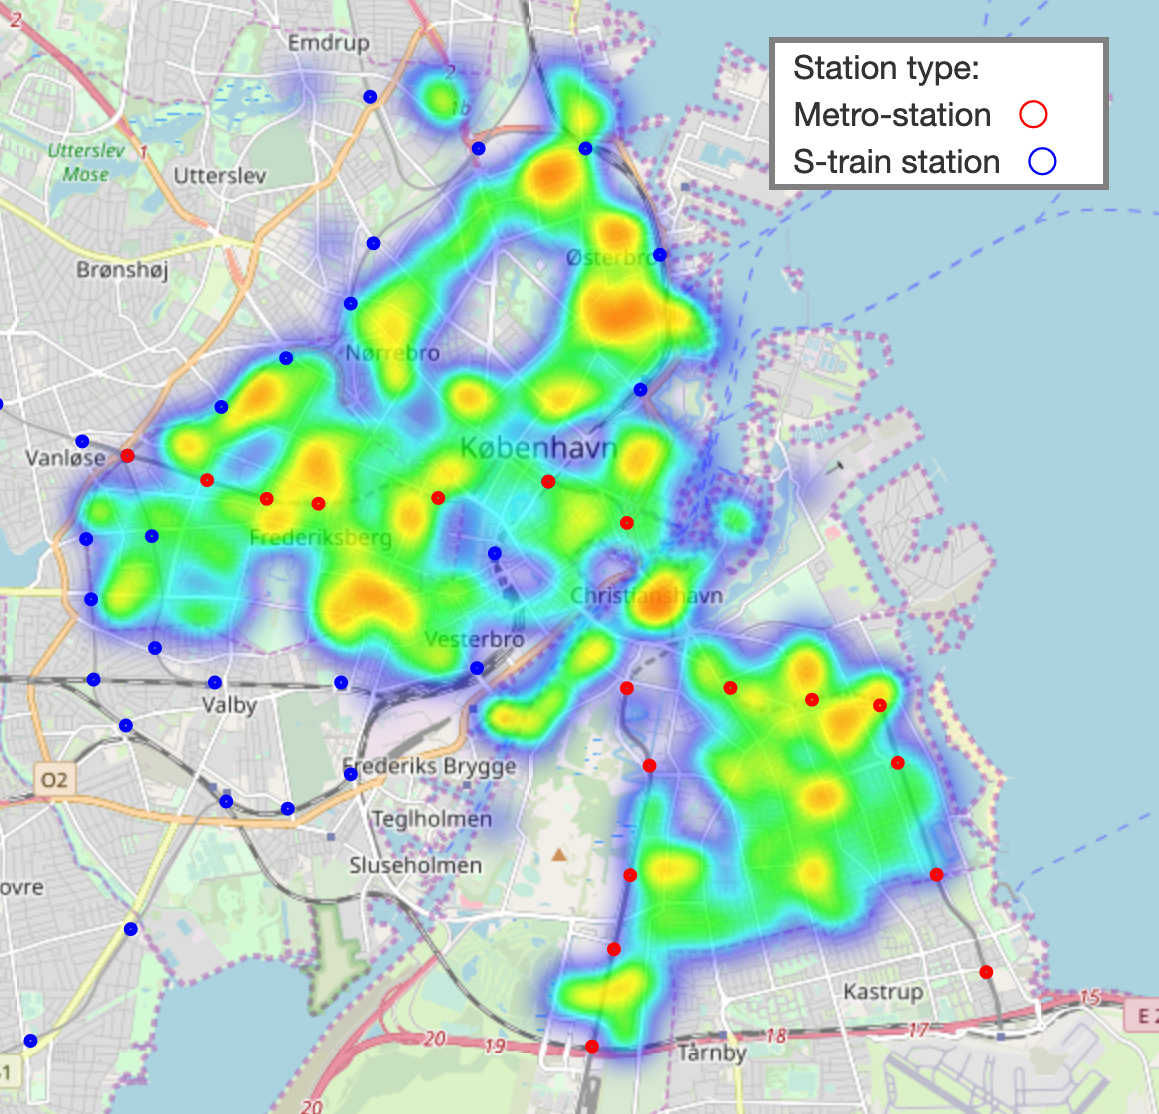 2
Emdrup
Station type:
2
Metro-station
1b
S-train station
Utterslev
Mose
1
Utterslev
Østerbro
Brønshøj
Nørrebro
København
Vanløse
Frederiksberg
Christianshavn
Vesterbro
Valby
Frederiks Brygge
O2
Teglholmen
Sluseholmen
ovre
Kastrup
15
E 2
17
18
20
19
Tårnby
1
20